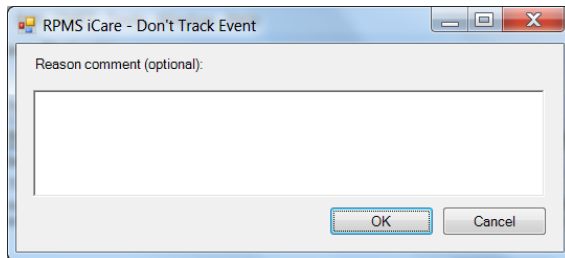 RPMS iCare - Don't Track Event
Reason comment (optional):
OK
Cancel